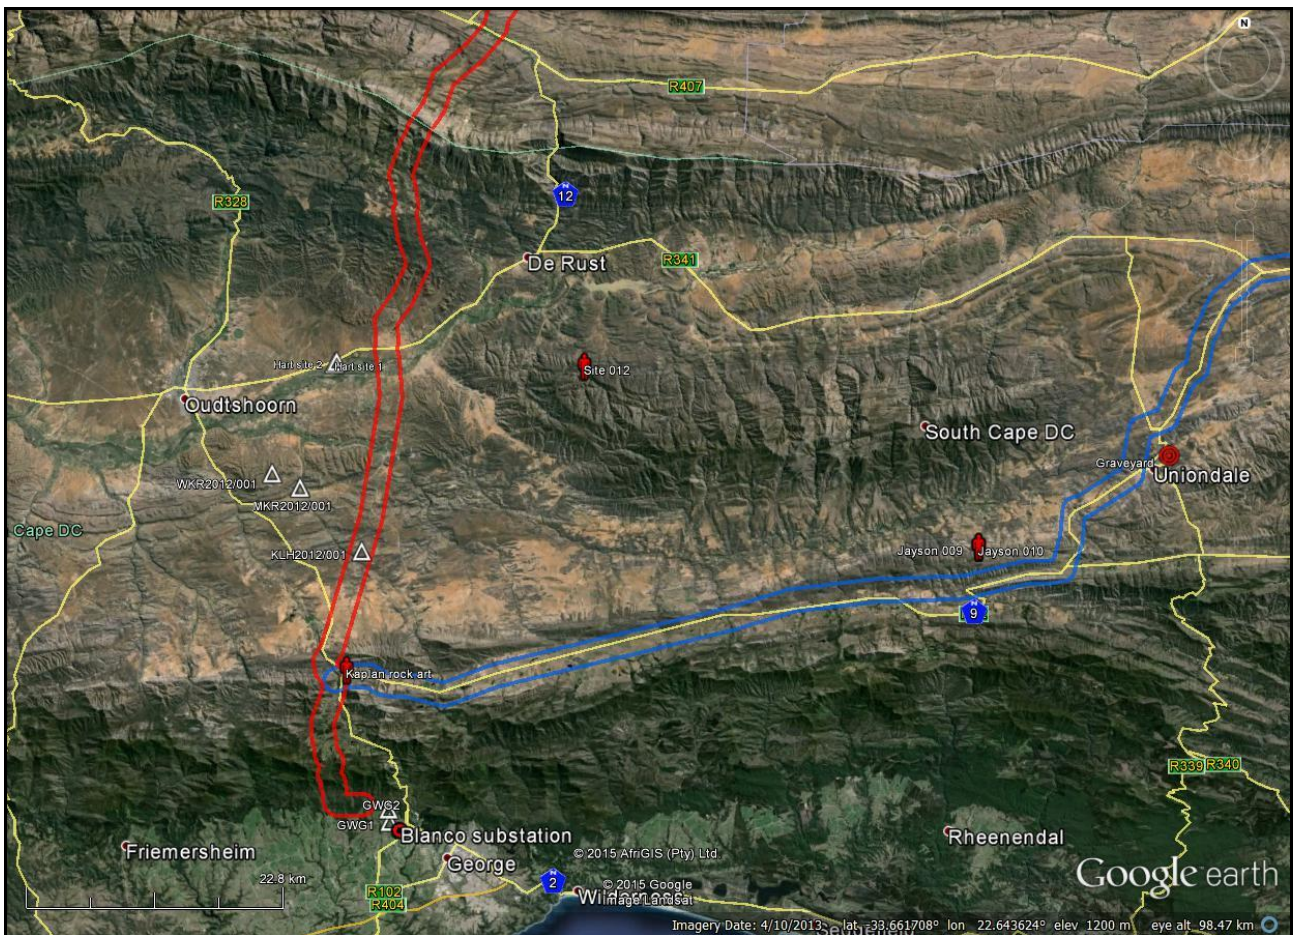 N
R407
R328
12
De Rust
R341
Hart site 2
Hart site 1
Site 012
Oudtshoorn
South Cape DC
Graveyard
Uniondale
WKR2012/001
MKR2012/001
Cape DC
KLH2012/001
Jayson 009
Jayson 010
9
Kaplan rock art
R339
R340
GWG2
GWG1
Blanco substation
Rheenendal
Friemersheim
George
© 2015 AfriGIS (Pty) Ltd.
22.8 km
2
© 2015 Google
Image Landsat
Wilderness
R102
R404
Google earth
Imagery Date: 4/10/2013 lat -33.661708° lon 22.643624° elev 1200 m eye alt 98.47 km